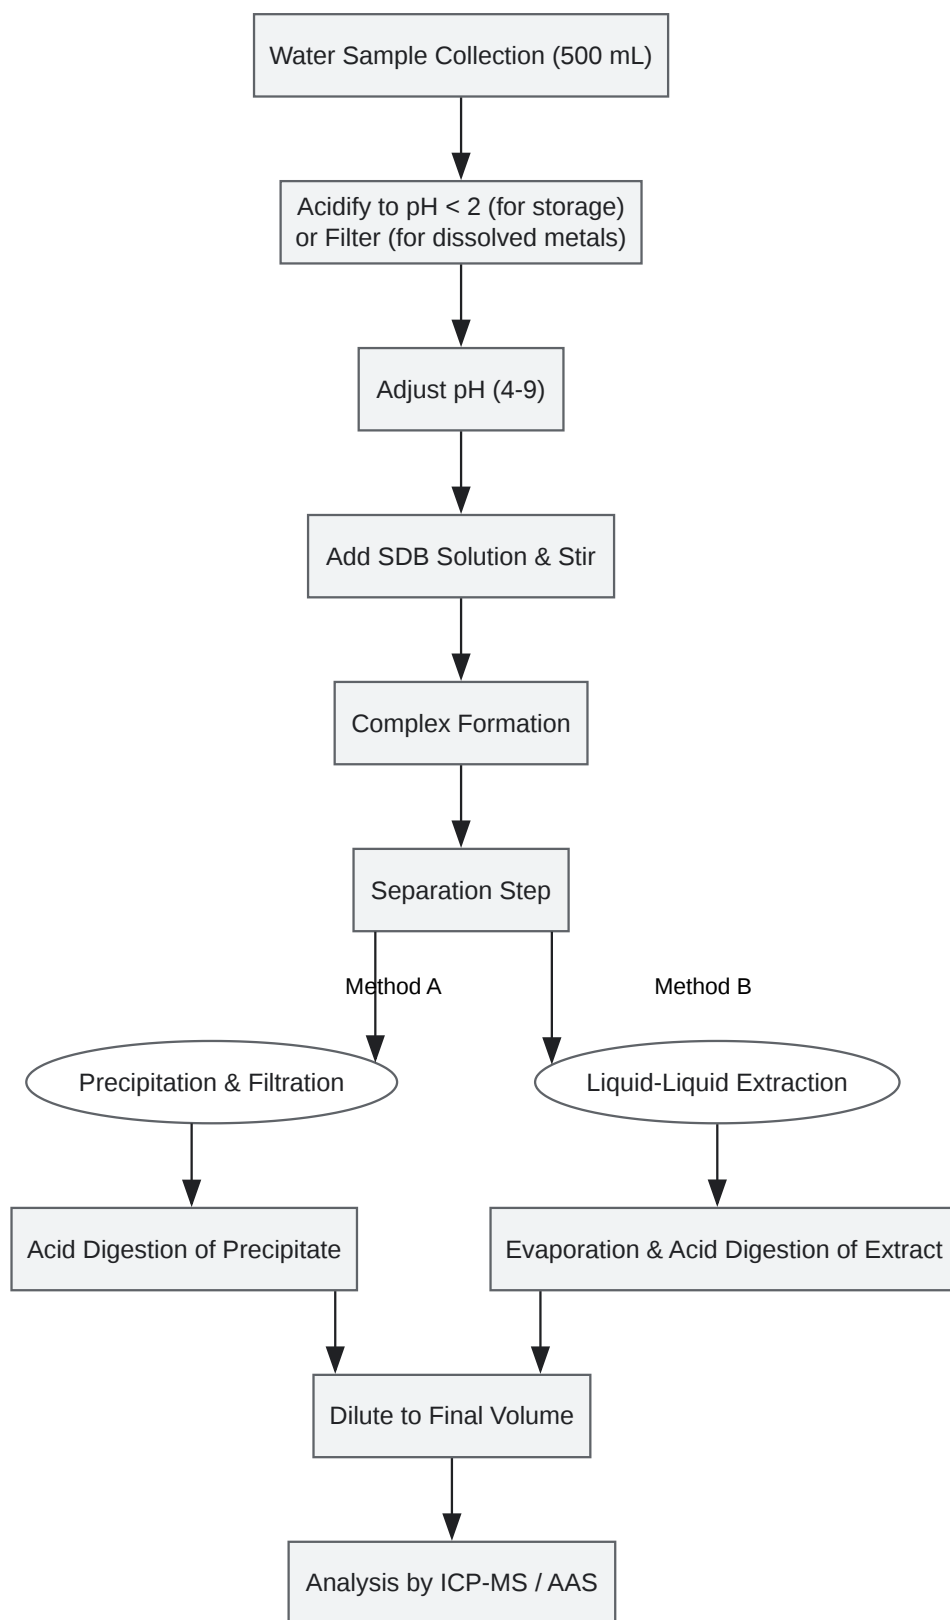 Water Sample Collection (500 mL)
Acidify to pH < 2 (for storage)
or Filter (for dissolved metals)
Adjust pH (4-9)
Add SDB Solution & Stir
Complex Formation
Separation Step
Method A
Method B
Precipitation & Filtration
Liquid-Liquid Extraction
Acid Digestion of Precipitate
Evaporation & Acid Digestion of Extract
Dilute to Final Volume
Analysis by ICP-MS / AAS